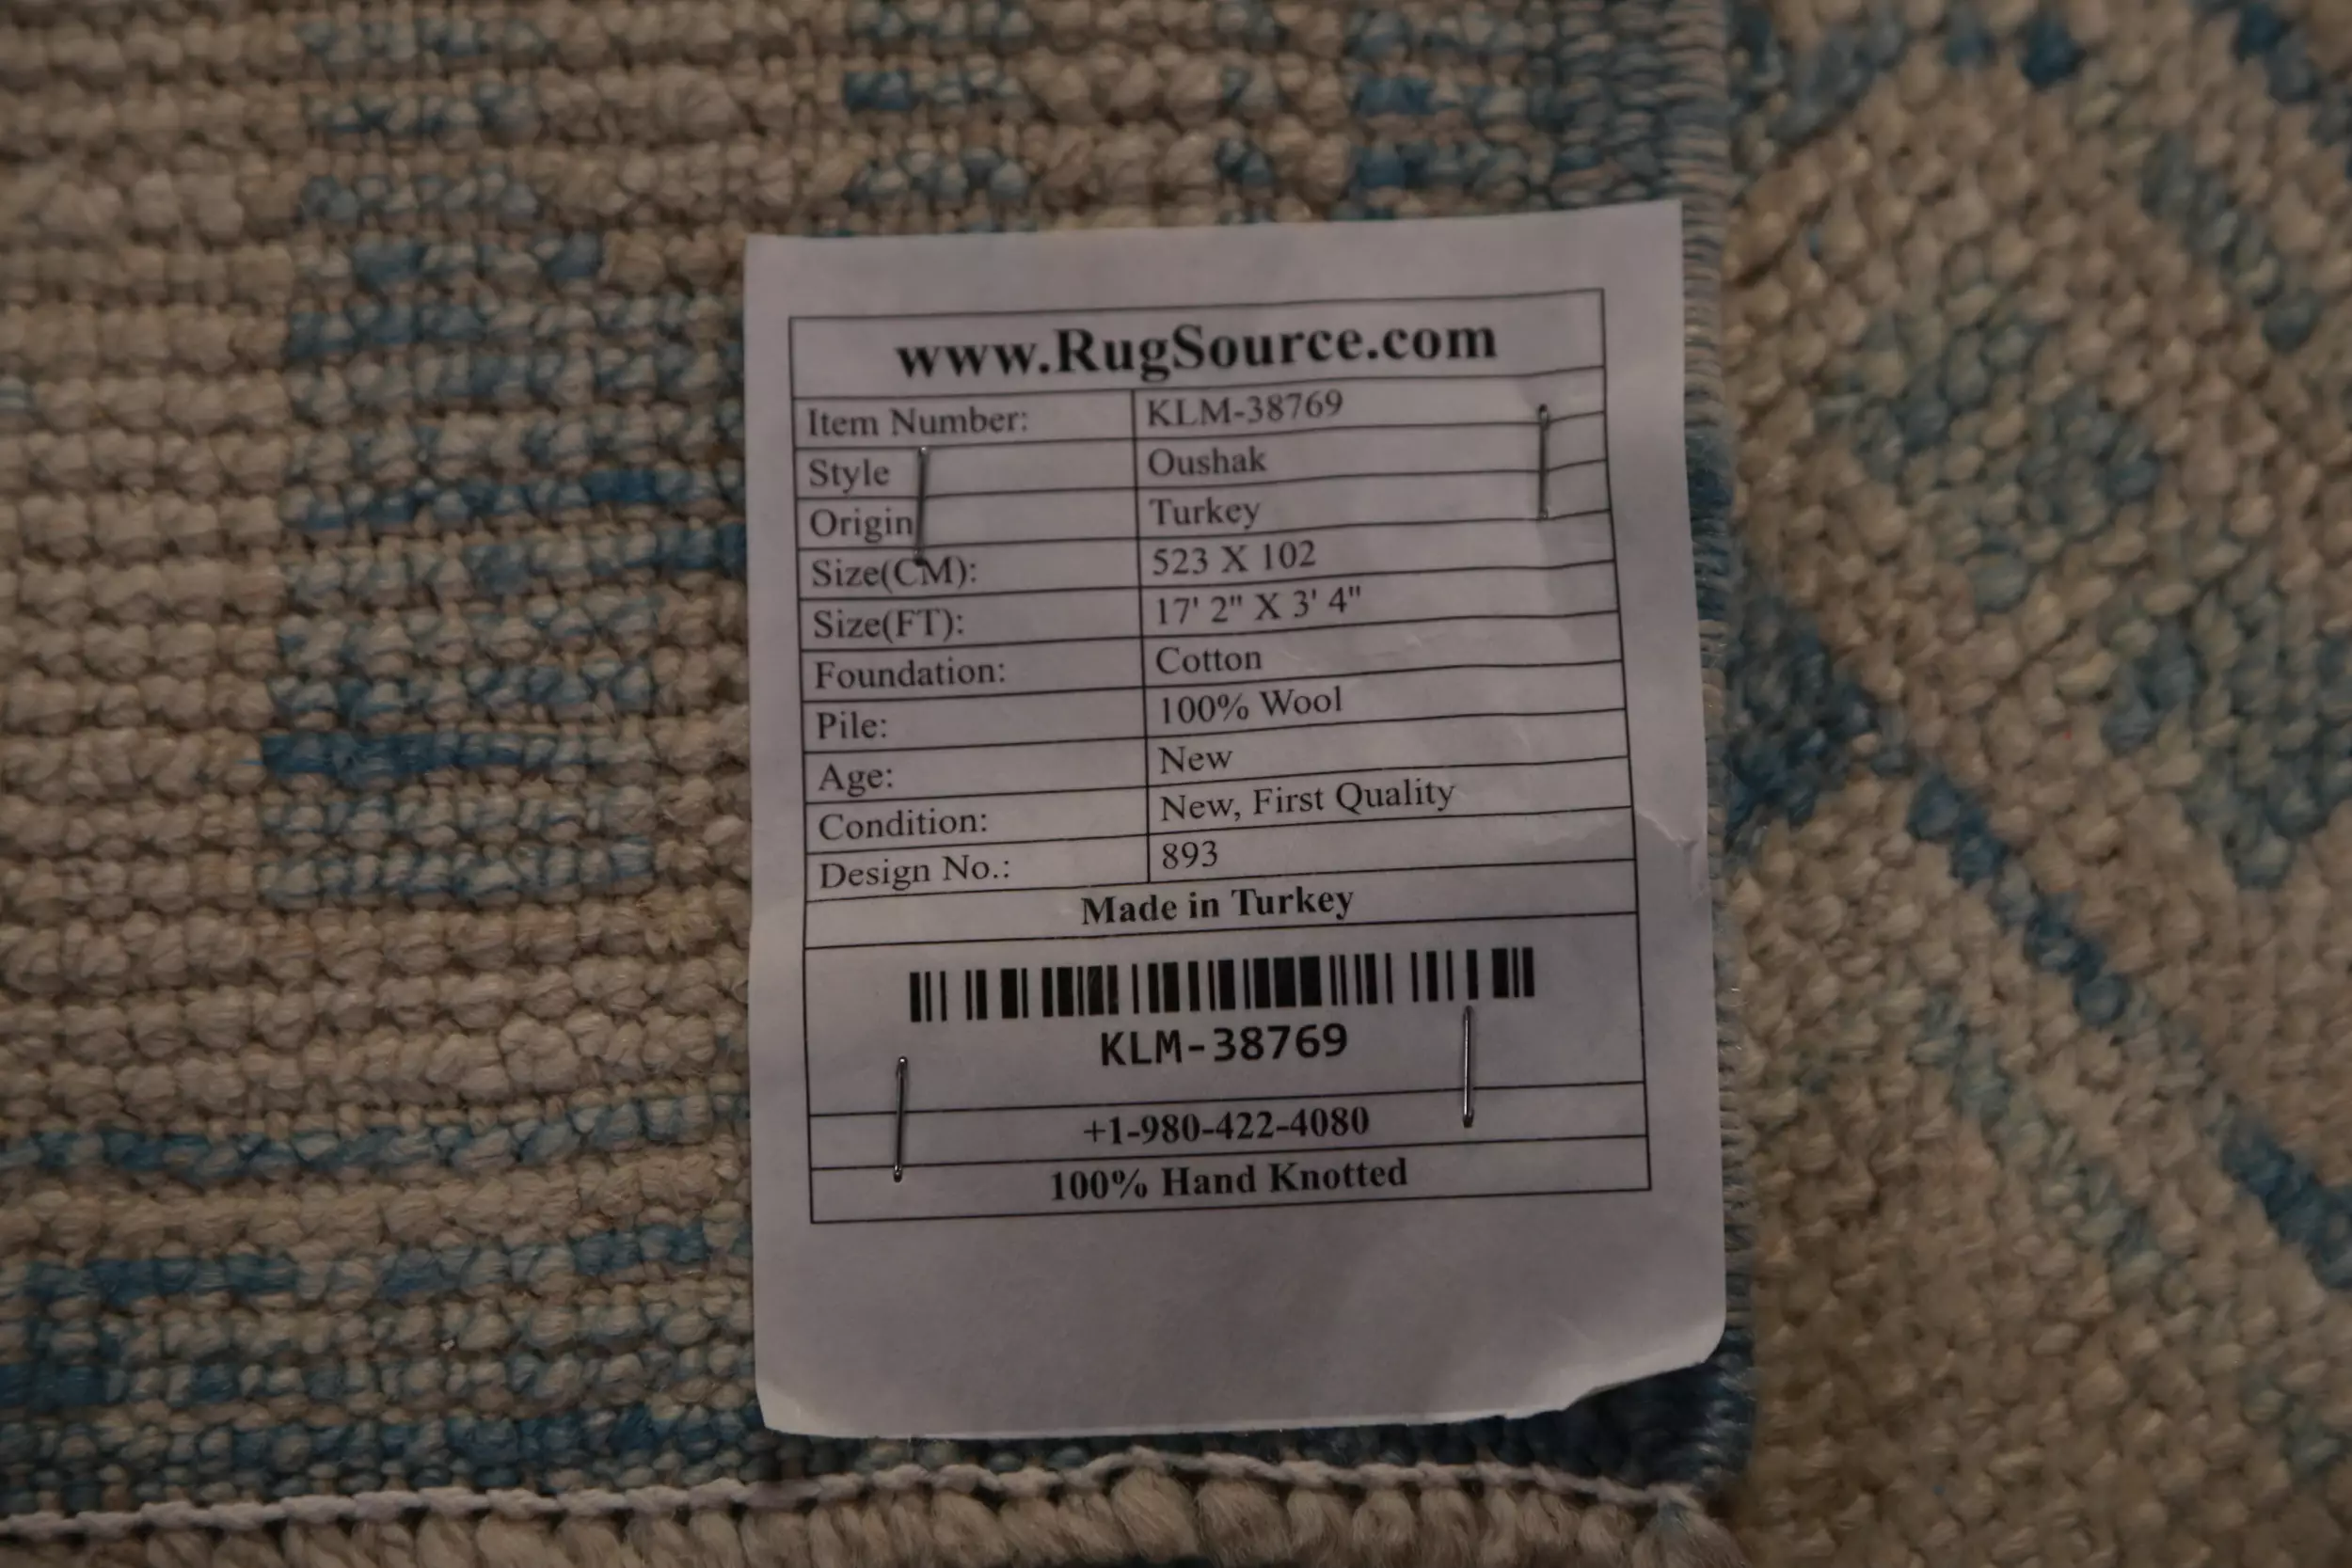 www.RugSource.com
Item Number: KLM-38769
Style Oushak
Origin Turkey
Size(CM): 523 X 102
Size(FT): 17' 2" X 3' 4"
Foundation: Cotton
Pile: 100% Wool
Age: New
Condition: New, First Quality
Design No.: 893
Made in Turkey
KLM-38769
+1-980-422-4080
100% Hand Knotted